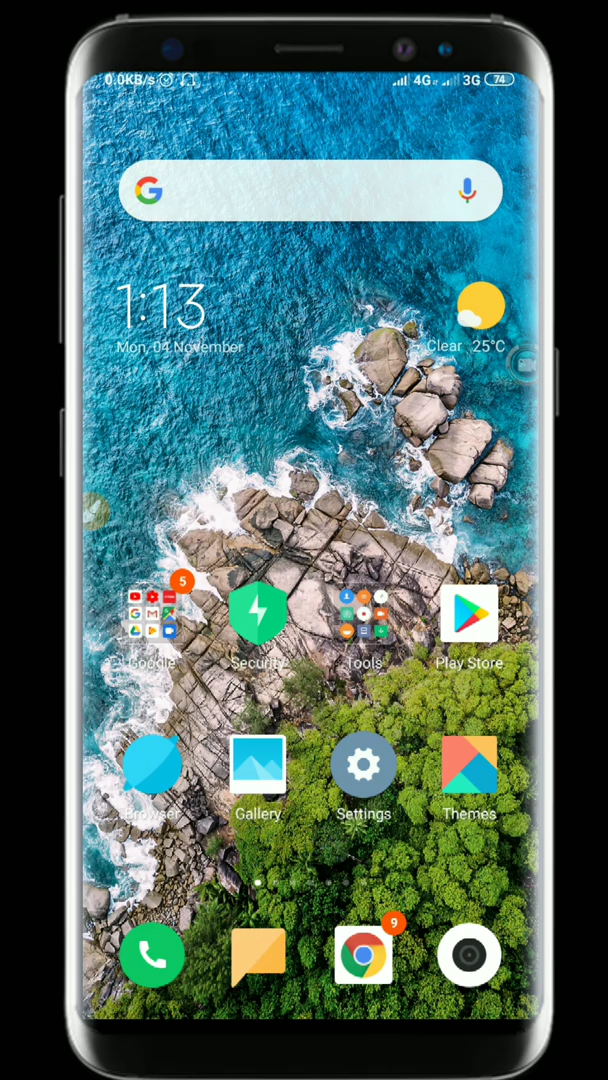 0.0KB/s 4G 3G 74
1:13
Mon, 04 November
Clear 25°C
5
Google Security Tools Play Store
Browser Gallery Settings Themes
9